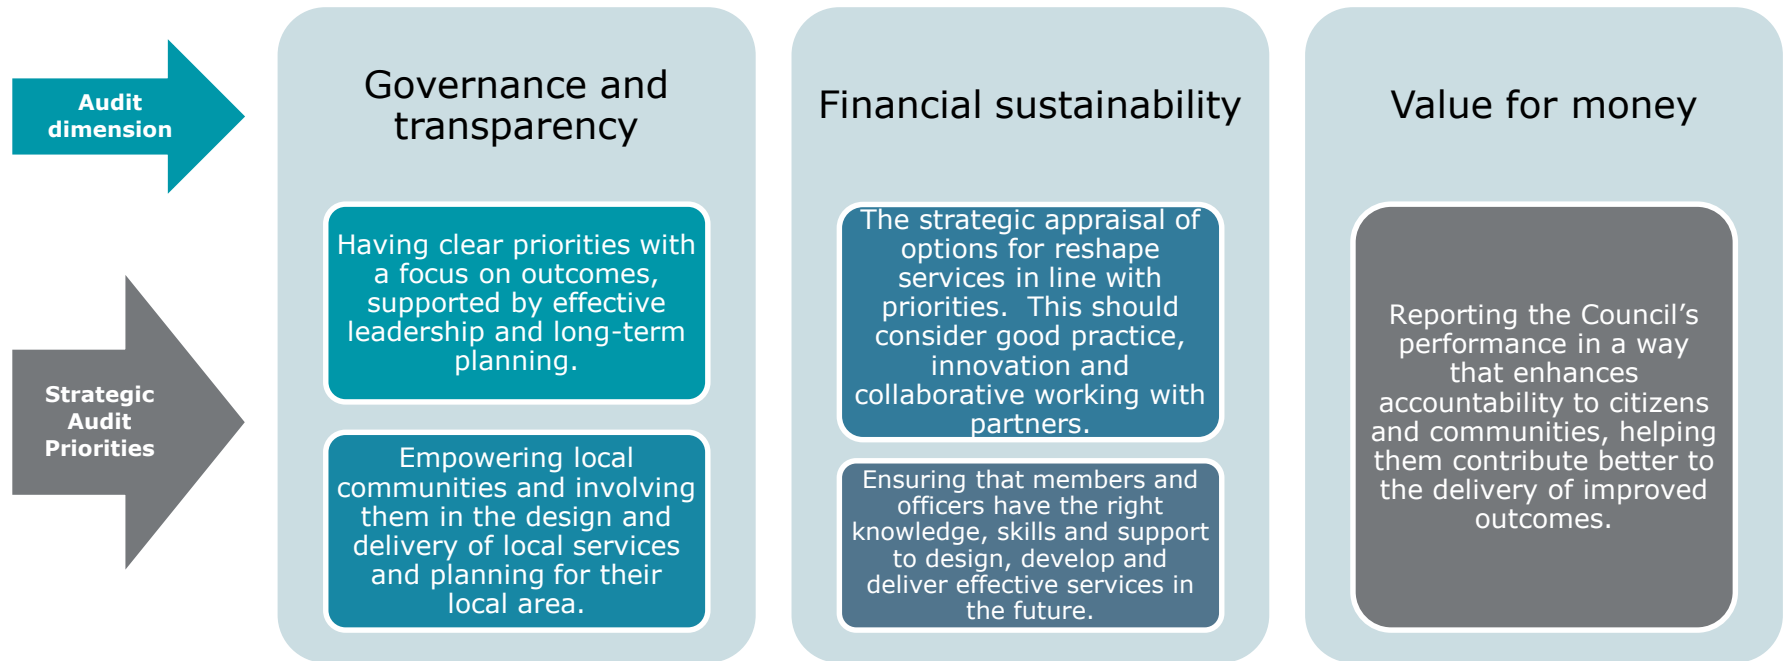 Audit
dimension
Strategic
Audit
Priorities
Governance and
transparency
Having clear priorities with
a focus on outcomes,
supported by effective
leadership and long-term
planning.
Empowering local
communities and involving
them in the design and
delivery of local services
and planning for their
local area.
Financial sustainability
The strategic appraisal of
options for reshape
services in line with
priorities.  This should
consider good practice,
innovation and
collaborative working with
partners.
Ensuring that members and
officers have the right
knowledge, skills and support
to design, develop and
deliver effective services in
the future.
Value for money
Reporting the Council’s
performance in a way
that enhances
accountability to citizens
and communities, helping
them contribute better to
the delivery of improved
outcomes.